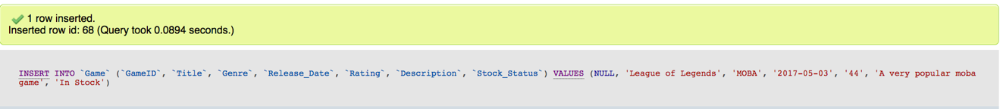 1 row inserted.
Inserted row id: 68 (Query took 0.0894 seconds.)
INSERT INTO `Game` (`GameID`, `Title`, `Genre`, `Release_Date`, `Rating`, `Description`, `Stock_Status`) VALUES (NULL, 'League of Legends', 'MOBA', '2017-05-03', '44', 'A very popular moba
game', 'In Stock')